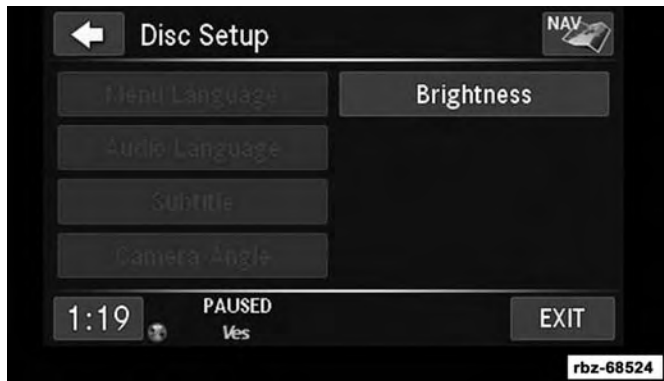 Disc Setup
NAV
Menu Language
Brightness
Audio Language
Subtitle
Camera Angle
1:19
PAUSED
Ves
EXIT
rbz-68524